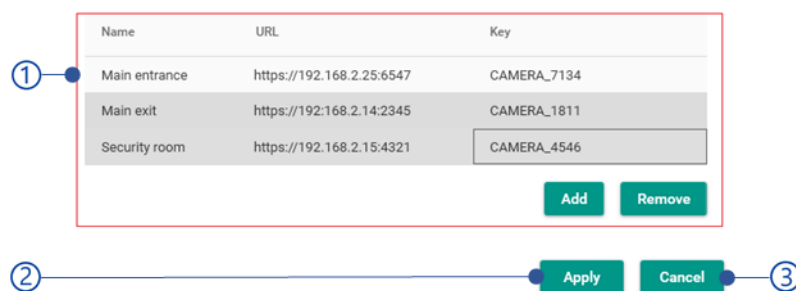 Name URL Key
1 Main entrance https://192.168.2.25:6547 CAMERA_7134
Main exit https://192:168.2.14:2345 CAMERA_1811
Security room https://192.168.2.15:4321 CAMERA_4546
Add Remove
2 Apply Cancel 3